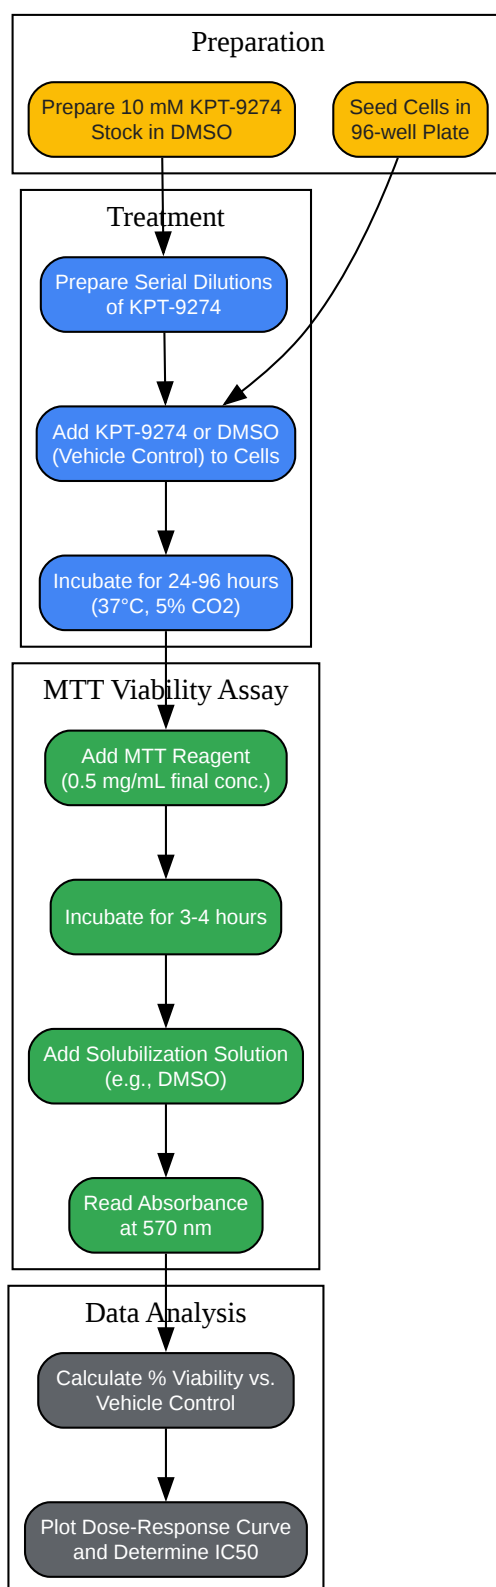 Preparation
Prepare 10 mM KPT-9274
Stock in DMSO
Seed Cells in
96-well Plate
Treatment
Prepare Serial Dilutions
of KPT-9274
Add KPT-9274 or DMSO
(Vehicle Control) to Cells
Incubate for 24-96 hours
(37°C, 5% CO2)
MTT Viability Assay
Add MTT Reagent
(0.5 mg/mL final conc.)
Incubate for 3-4 hours
Add Solubilization Solution
(e.g., DMSO)
Read Absorbance
at 570 nm
Data Analysis
Calculate % Viability vs.
Vehicle Control
Plot Dose-Response Curve
and Determine IC50